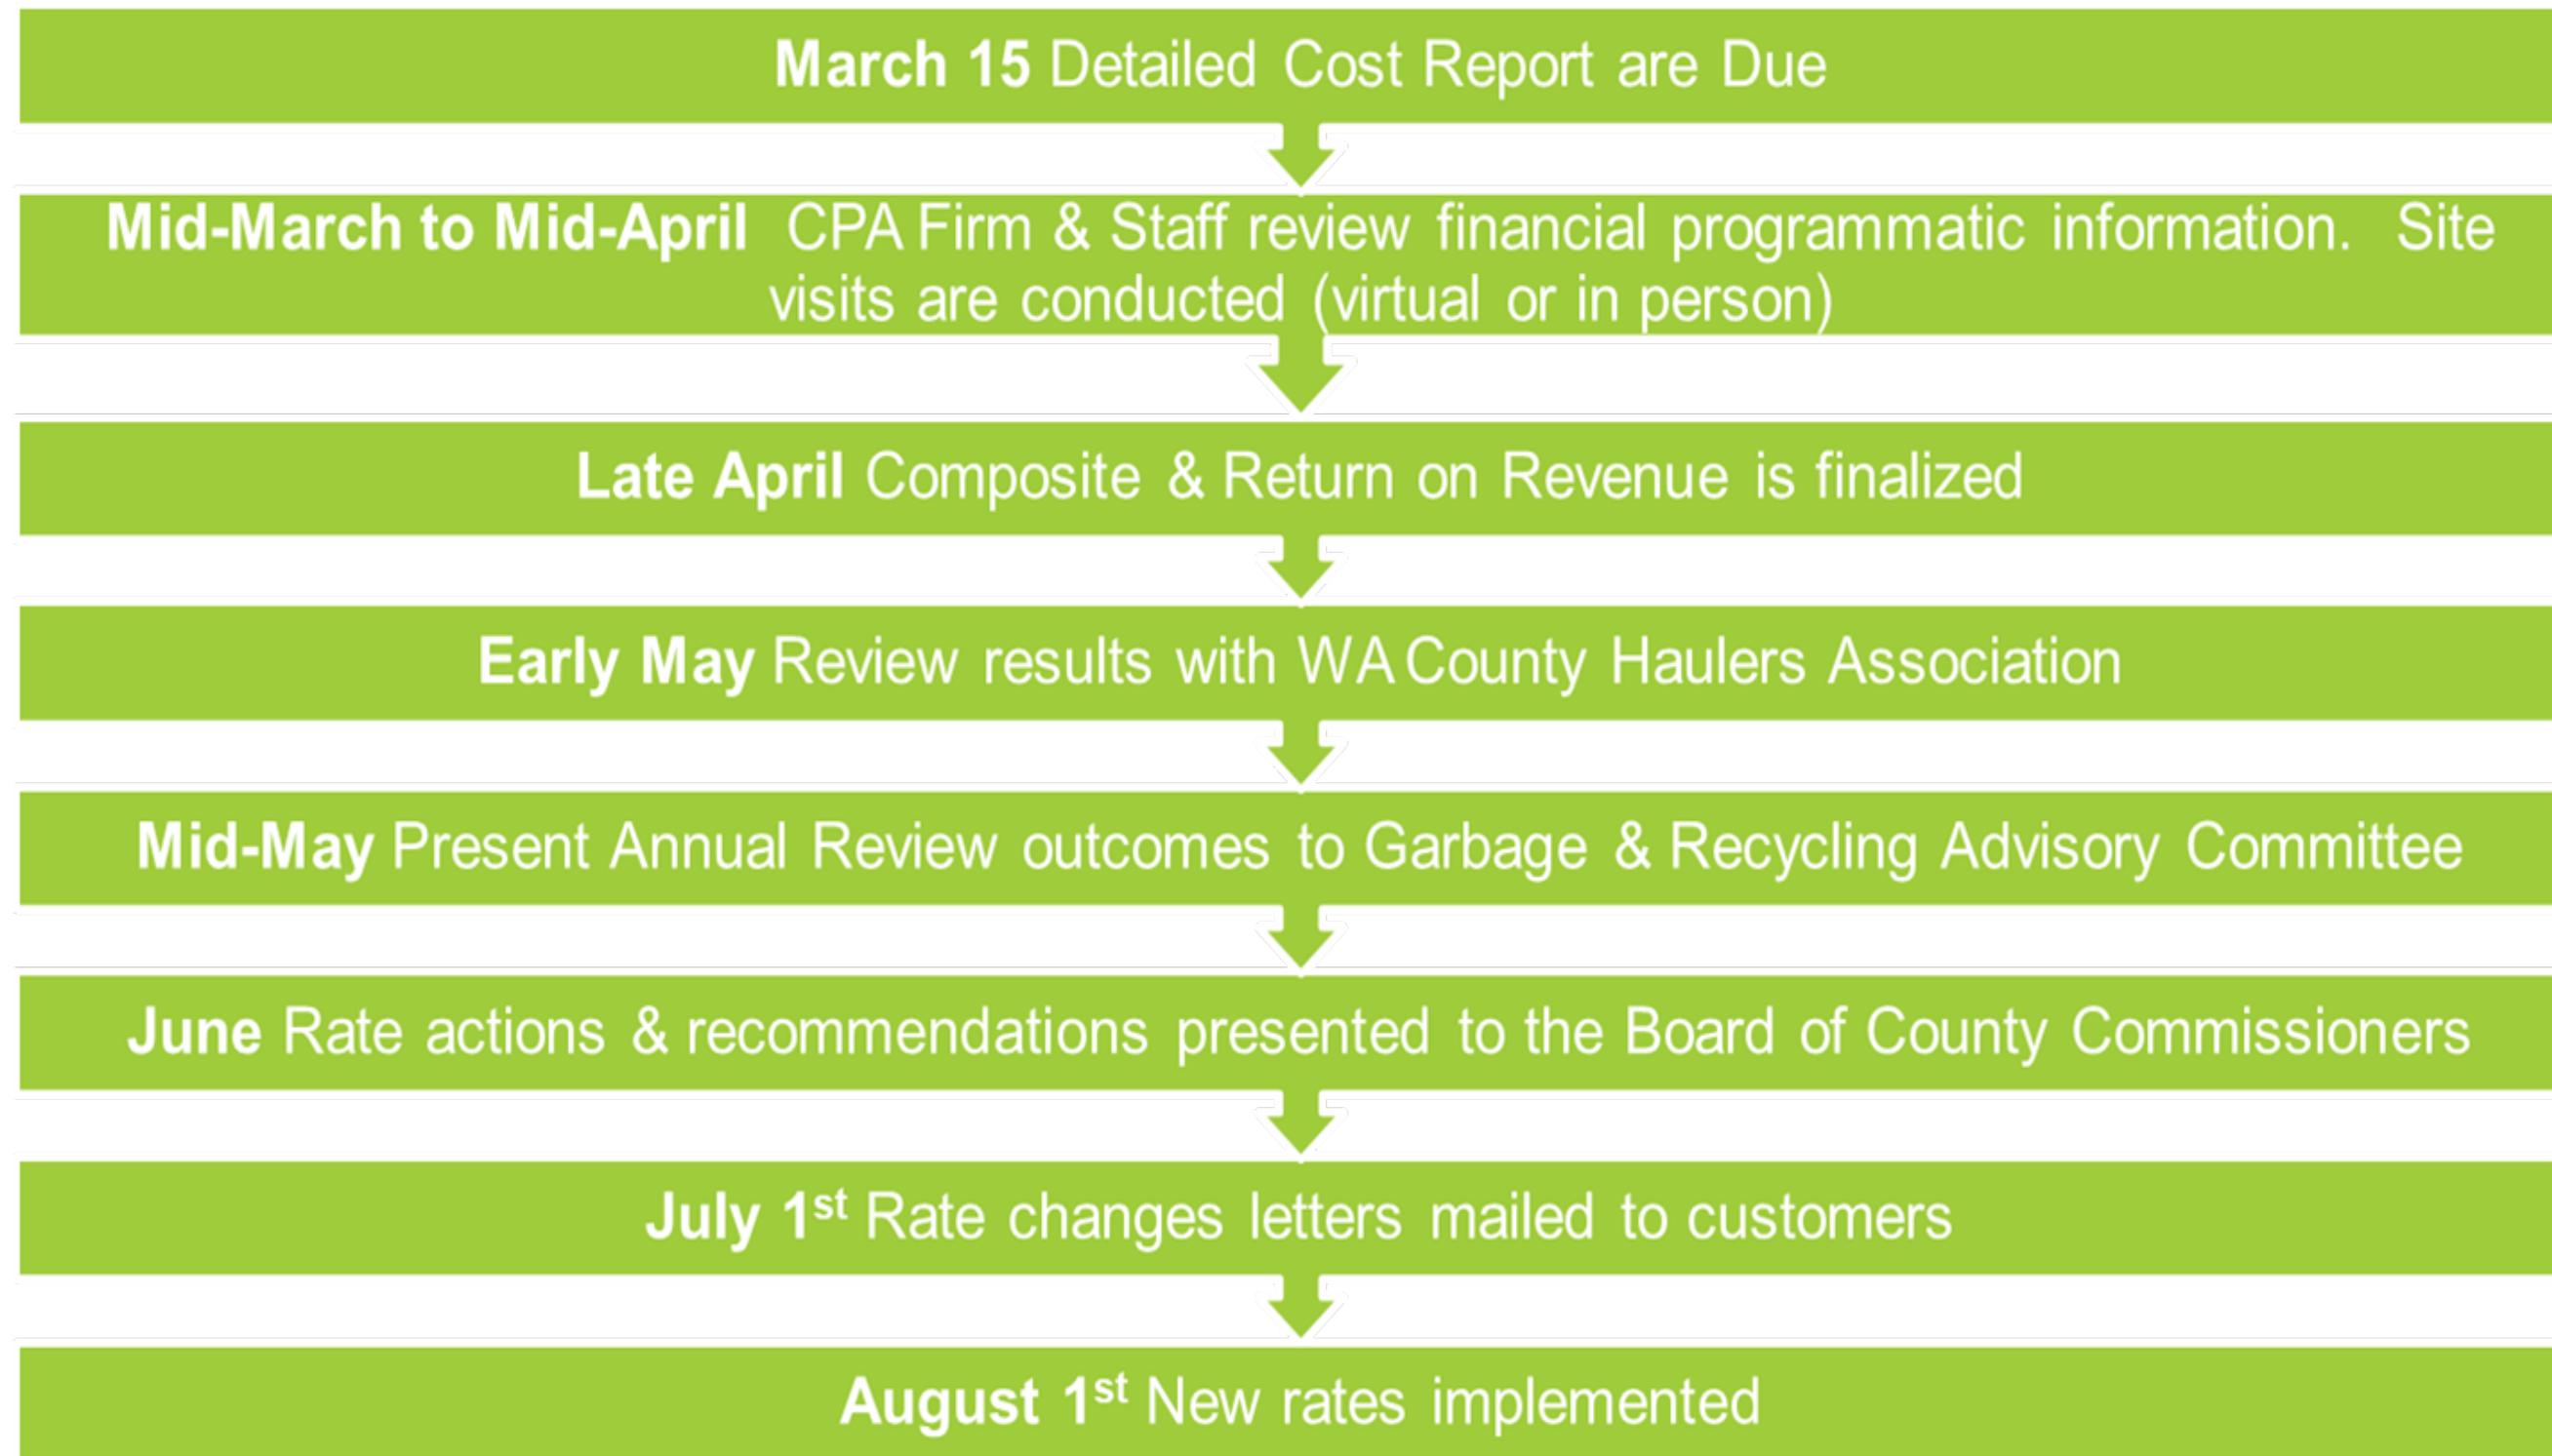 March 15 Detailed Cost Report are Due
Mid-March to Mid-April CPA Firm & Staff review financial programmatic information. Site
visits are conducted (virtual or in person)
Late April Composite & Return on Revenue is finalized
Early May Review results with WA County Haulers Association
Mid-May Present Annual Review outcomes to Garbage & Recycling Advisory Committee
June Rate actions & recommendations presented to the Board of County Commissioners
July 1st Rate changes letters mailed to customers
August 1st New rates implemented